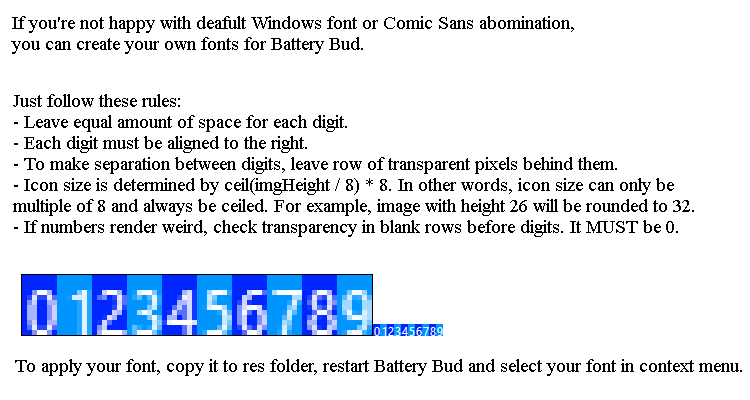 If you're not happy with deafult Windows font or Comic Sans abomination,
you can create your own fonts for Battery Bud.
Just follow these rules:
- Leave equal amount of space for each digit.
- Each digit must be aligned to the right.
- To make separation between digits, leave row of transparent pixels behind them.
- Icon size is determined by ceil(imgHeight / 8) * 8. In other words, icon size can only be
multiple of 8 and always be ceiled. For example, image with height 26 will be rounded to 32.
- If numbers render weird, check transparency in blank rows before digits. It MUST be 0.
0123456789
0123456789
To apply your font, copy it to res folder, restart Battery Bud and select your font in context menu.